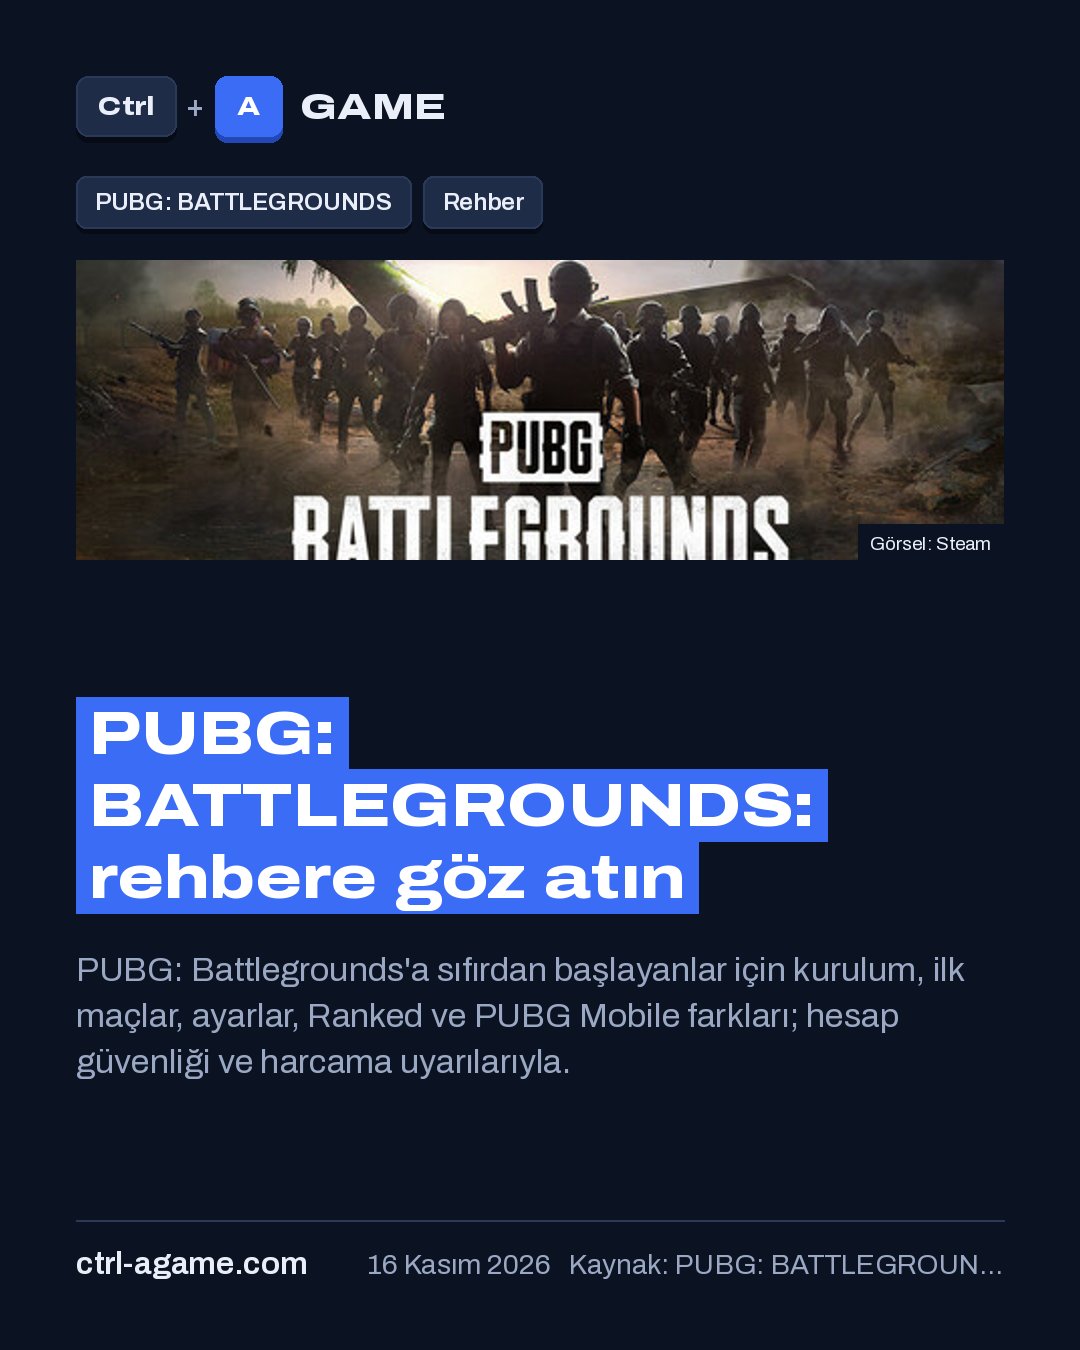 Ctrl + A GAME
PUBG: BATTLEGROUNDS Rehber
PUBG
BATTLEGROUNDS
Görsel: Steam
PUBG:
BATTLEGROUNDS:
rehbere göz atın
PUBG: Battlegrounds'a sıfırdan başlayanlar için kurulum, ilk
maçlar, ayarlar, Ranked ve PUBG Mobile farkları; hesap
güvenliği ve harcama uyarılarıyla.
ctrl-agame.com 16 Kasım 2026 Kaynak: PUBG: BATTLEGROUN...